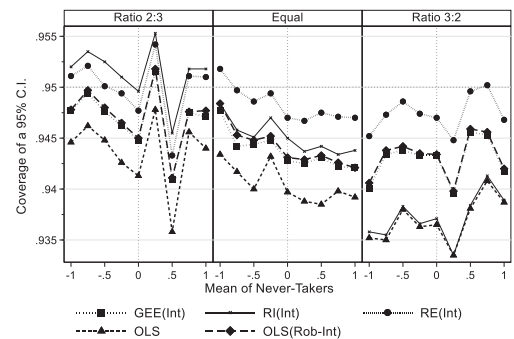 Ratio 2:3 Equal Ratio 3:2
.955
.95
.945
.94
.935
Coverage of a 95% C.I.
-1 -.5 0 .5 1 -1 -.5 0 .5 1 -1 -.5 0 .5 1
Mean of Never-Takers
GEE(Int) RI(Int) RE(Int)
OLS OLS(Rob-Int)